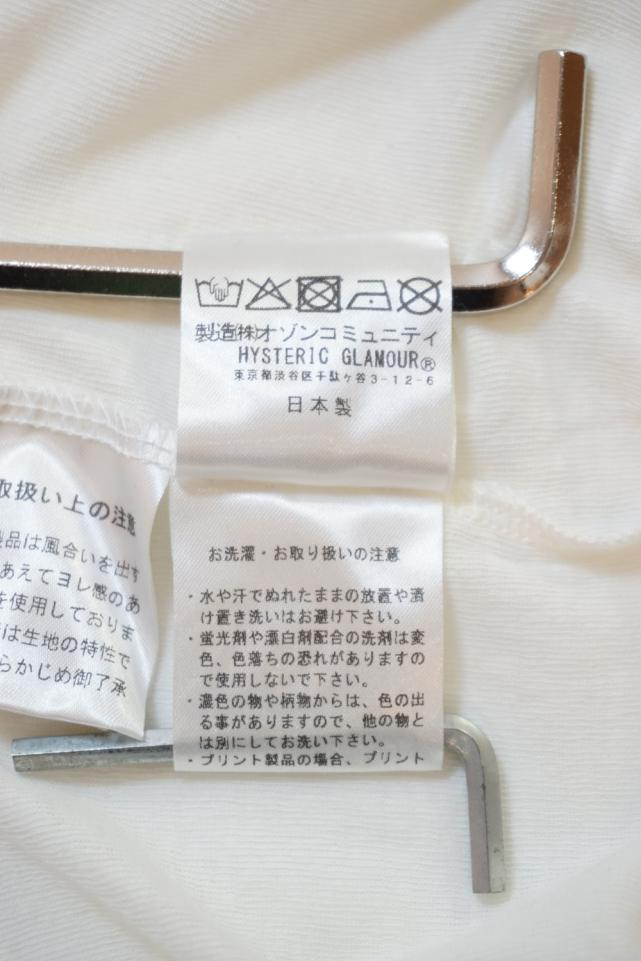 製造(株)オゾンコミュニティ
HYSTERIC GLAMOUR®
東京都渋谷区千駄ヶ谷3-12-6
日本製
取扱い上の注意
製品は風合いを出す
あえてヨレ感のあ
を使用しておりま
は生地の特性で
らかじめ御了承
お洗濯・お取り扱いの注意
・水や汗でぬれたままの放置や漬
け置き洗いはお避け下さい。
・蛍光剤や漂白剤配合の洗剤は変
色、色落ちの恐れがありますの
で使用しないで下さい。
・濃色の物や柄物からは、色の出
る事がありますので、他の物と
は別にしてお洗い下さい。
・プリント製品の場合、プリント